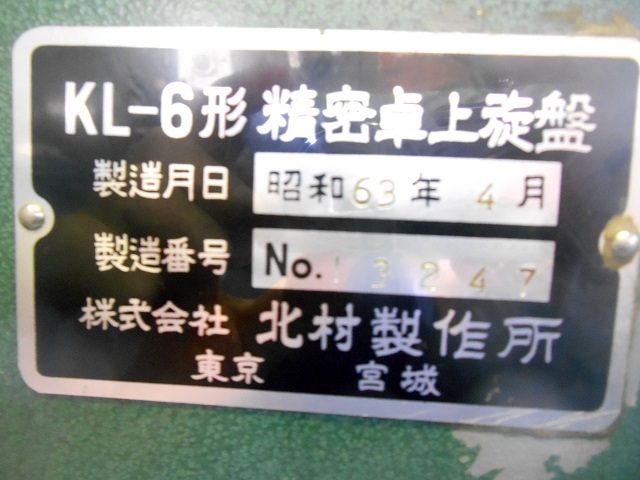 KL-6形 精密卓上旋盤
製造月日 昭和63年 4月
製造番号 No.13247
株式会社 北村製作所
東京 宮城